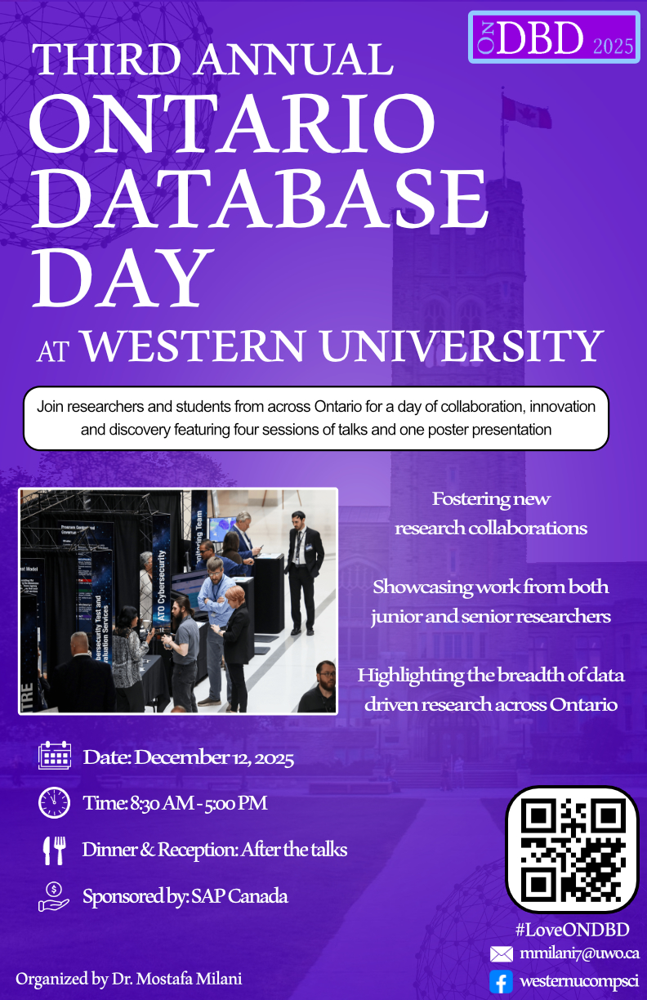 ON DBD 2025
THIRD ANNUAL
ONTARIO
DATABASE
DAY
AT WESTERN UNIVERSITY
Join researchers and students from across Ontario for a day of collaboration, innovation
and discovery featuring four sessions of talks and one poster presentation
Fostering new
research collaborations
Showcasing work from both
junior and senior researchers
Highlighting the breadth of data
driven research across Ontario
ATO Cybersecurity
Team
Test and
Services
Date: December 12, 2025
Time: 8:30 AM - 5:00 PM
Dinner & Reception: After the talks
Sponsored by: SAP Canada
#LoveONDBD
mmilani7@uwo.ca
westernucompsci
Organized by Dr. Mostafa Milani